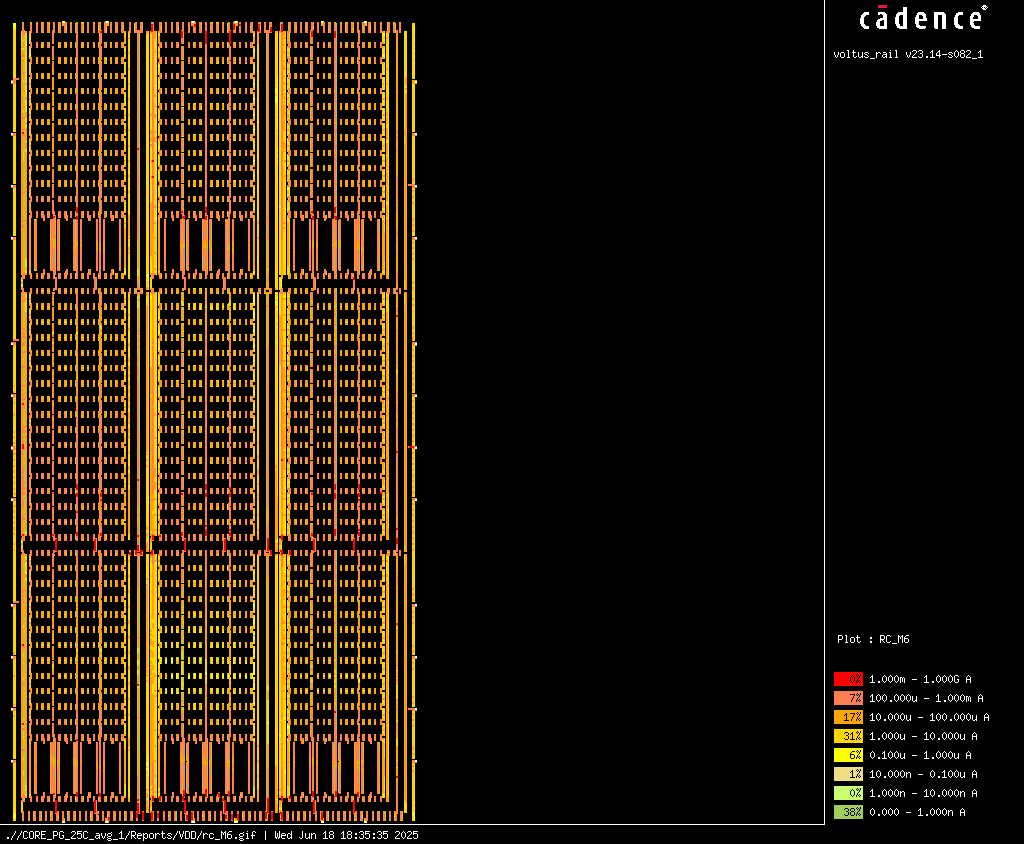 cādence®
voltus_rail v23.14-s082_1
Plot : RC_M6
0% 1.000m - 1.000G A
7% 100.000u - 1.000m A
17% 10.000u - 100.000u A
31% 1.000u - 10.000u A
6% 0.100u - 1.000u A
1% 10.000n - 0.100u A
0% 1.000n - 10.000n A
38% 0.000 - 1.000n A
.//CORE_PG_25C_avg_1/Reports/VDD/rc_M6.gif | Wed Jun 18 18:35:35 2025